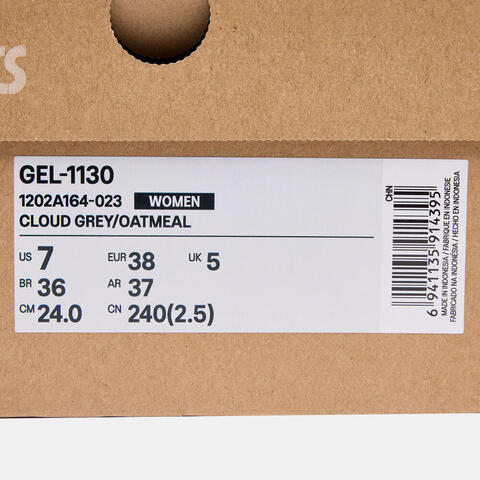 GEL-1130
1202A164-023 WOMEN
CLOUD GREY/OATMEAL
US 7 EUR 38 UK 5
BR 36 AR 37
CM 24.0 CN 240(2.5)
CHN
6 941135 914395
MADE IN INDONESIA / FABRIQUE EN INDONESIE
FABRICADO NA INDONÉSIA / HECHO EN INDONESIA